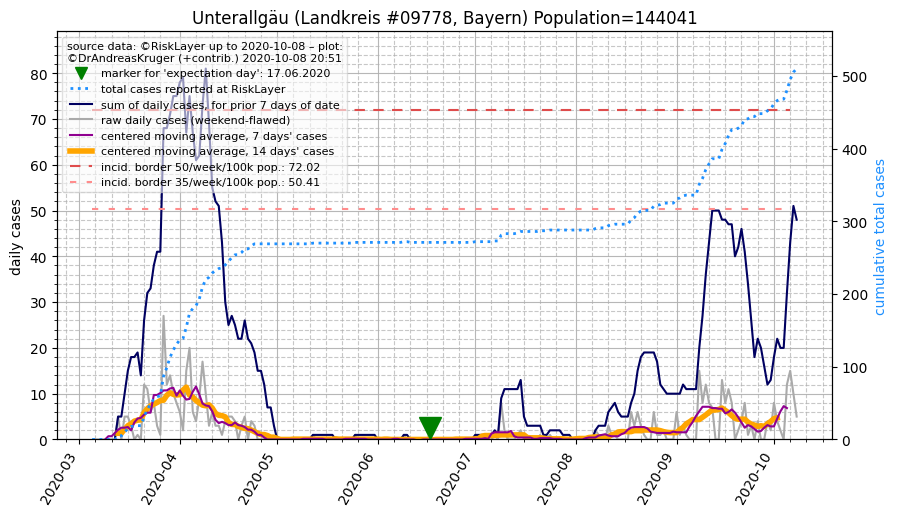 Unterallgäu (Landkreis #09778, Bayern) Population=144041
source data: ©RiskLayer up to 2020-10-08 – plot:
©DrAndreasKruger (+contrib.) 2020-10-08 20:51
marker for 'expectation day': 17.06.2020
total cases reported at RiskLayer
sum of daily cases, for prior 7 days of date
raw daily cases (weekend-flawed)
centered moving average, 7 days' cases
centered moving average, 14 days' cases
incid. border 50/week/100k pop.: 72.02
incid. border 35/week/100k pop.: 50.41
daily cases
80
70
60
50
40
30
20
10
0
cumulative total cases
500
400
300
200
100
0
2020-03
2020-04
2020-05
2020-06
2020-07
2020-08
2020-09
2020-10